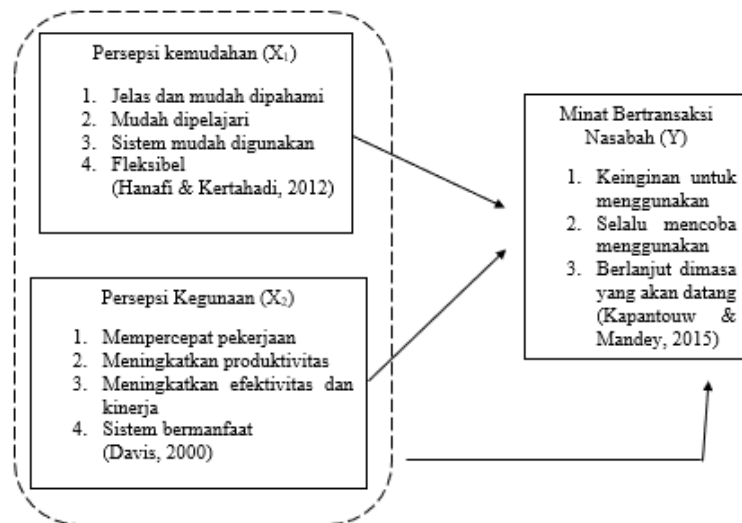 Persepsi kemudahan (X₁)
1. Jelas dan mudah dipahami
2. Mudah dipelajari
3. Sistem mudah digunakan
4. Fleksibel
(Hanafi & Kertahadi, 2012)
Persepsi Kegunaan (X₂)
1. Mempercepat pekerjaan
2. Meningkatkan produktivitas
3. Meningkatkan efektivitas dan
kinerja
4. Sistem bermanfaat
(Davis, 2000)
Minat Bertransaksi
Nasabah (Y)
1. Keinginan untuk
menggunakan
2. Selalu mencoba
menggunakan
3. Berlanjut dimasa
yang akan datang
(Kapantouw &
Mandey, 2015)